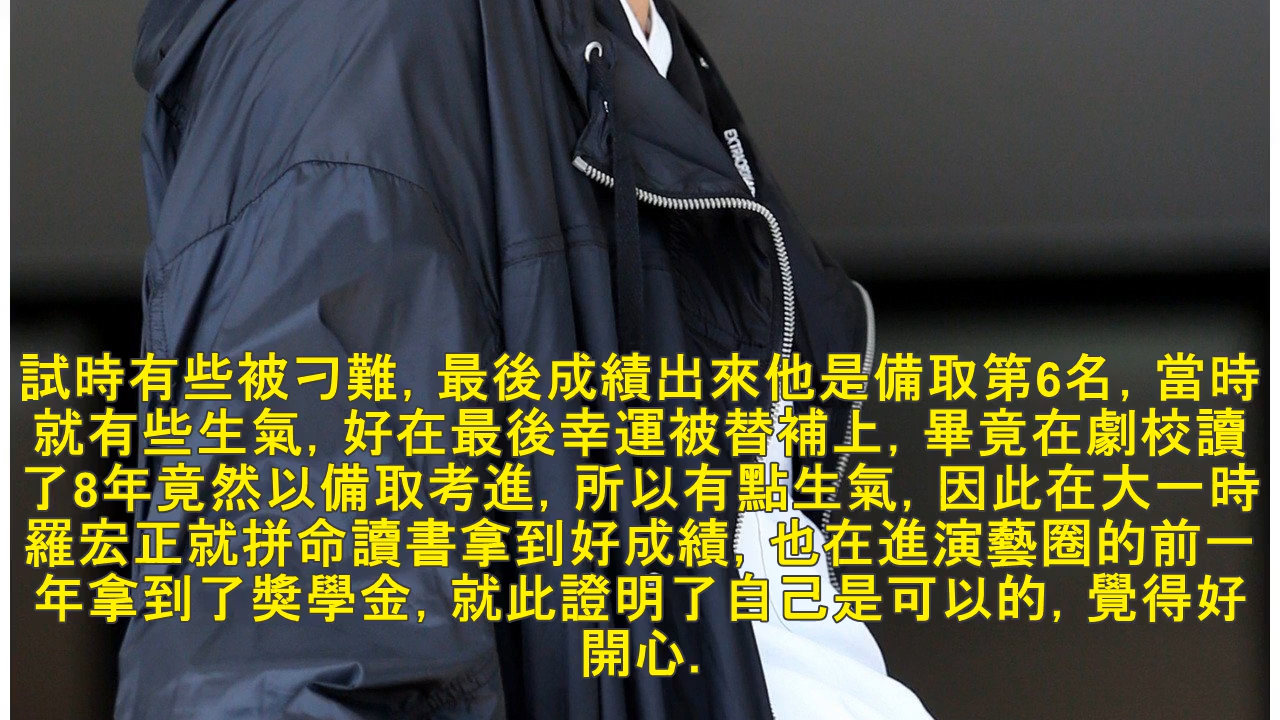 EXTRAORDINA
試時有些被刁難, 最後成績出來他是備取第6名, 當時
就有些生氣, 好在最後幸運被替補上, 畢竟在劇校讀
了8年竟然以備取考進, 所以有點生氣, 因此在大一時
羅宏正就拼命讀書拿到好成績, 也在進演藝圈的前一
年拿到了獎學金, 就此證明了自己是可以的, 覺得好
開心.